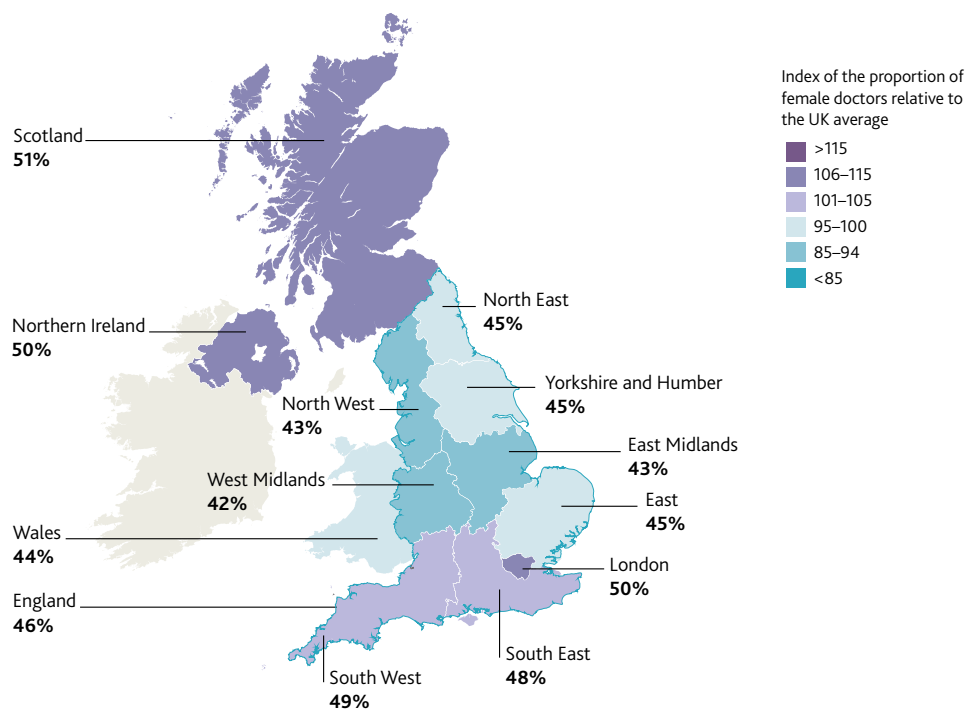 Index of the proportion of
female doctors relative to
the UK average
>115
106–115
101–105
95–100
85–94
<85
Scotland
51%
North East
45%
Northern Ireland
50%
Yorkshire and Humber
45%
North West
43%
East Midlands
43%
West Midlands
42%
East
45%
Wales
44%
London
50%
England
46%
South East
48%
South West
49%